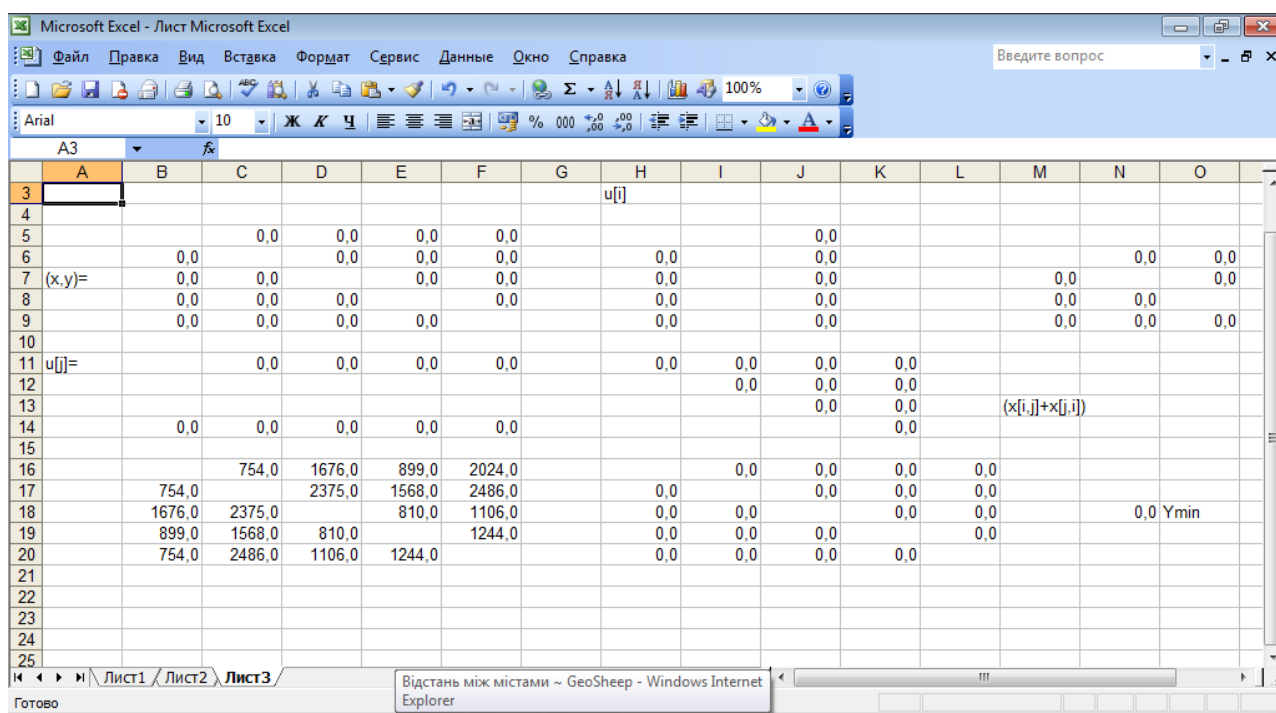 Microsoft Excel - Лист Microsoft Excel
Файл Правка Вид Вставка Формат Сервис Данные Окно Справка Введите вопрос
100%
Arial 10 Ж К Ч % 000
A3 fx
A B C D E F G H I J K L M N O
3 u[i]
4
5 0,0 0,0 0,0 0,0 0,0
6 0,0 0,0 0,0 0,0 0,0 0,0 0,0 0,0
7 (x,y)= 0,0 0,0 0,0 0,0 0,0 0,0 0,0 0,0
8 0,0 0,0 0,0 0,0 0,0 0,0 0,0 0,0
9 0,0 0,0 0,0 0,0 0,0 0,0 0,0 0,0 0,0
10
11 u[j]= 0,0 0,0 0,0 0,0 0,0 0,0 0,0 0,0
12 0,0 0,0 0,0
13 0,0 0,0 (x[i,j]+x[j,i])
14 0,0 0,0 0,0 0,0 0,0 0,0
15
16 754,0 1676,0 899,0 2024,0 0,0 0,0 0,0 0,0
17 754,0 2375,0 1568,0 2486,0 0,0 0,0 0,0 0,0
18 1676,0 2375,0 810,0 1106,0 0,0 0,0 0,0 0,0 0,0 Ymin
19 899,0 1568,0 810,0 1244,0 0,0 0,0 0,0 0,0
20 754,0 2486,0 1106,0 1244,0 0,0 0,0 0,0 0,0
21
22
23
24
25
Лист1 Лист2 Лист3
Відстань між містами ~ GeoSheep - Windows Internet
Explorer
Готово